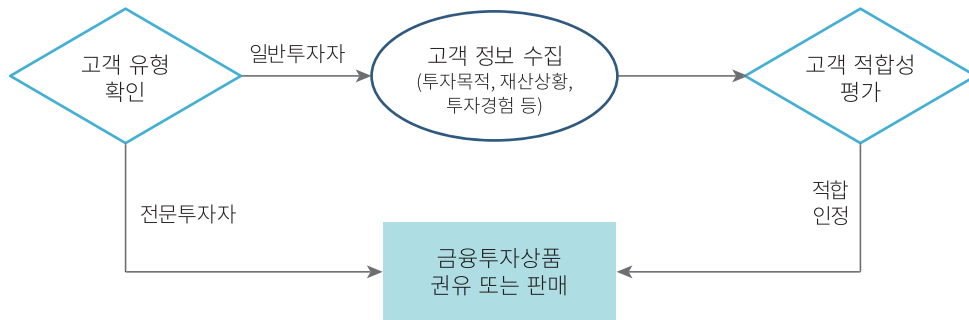 고객 유형
확인
일반투자자
고객 정보 수집
(투자목적, 재산상황,
투자경험 등)
고객 적합성
평가
전문투자자
적합
인정
금융투자상품
권유 또는 판매